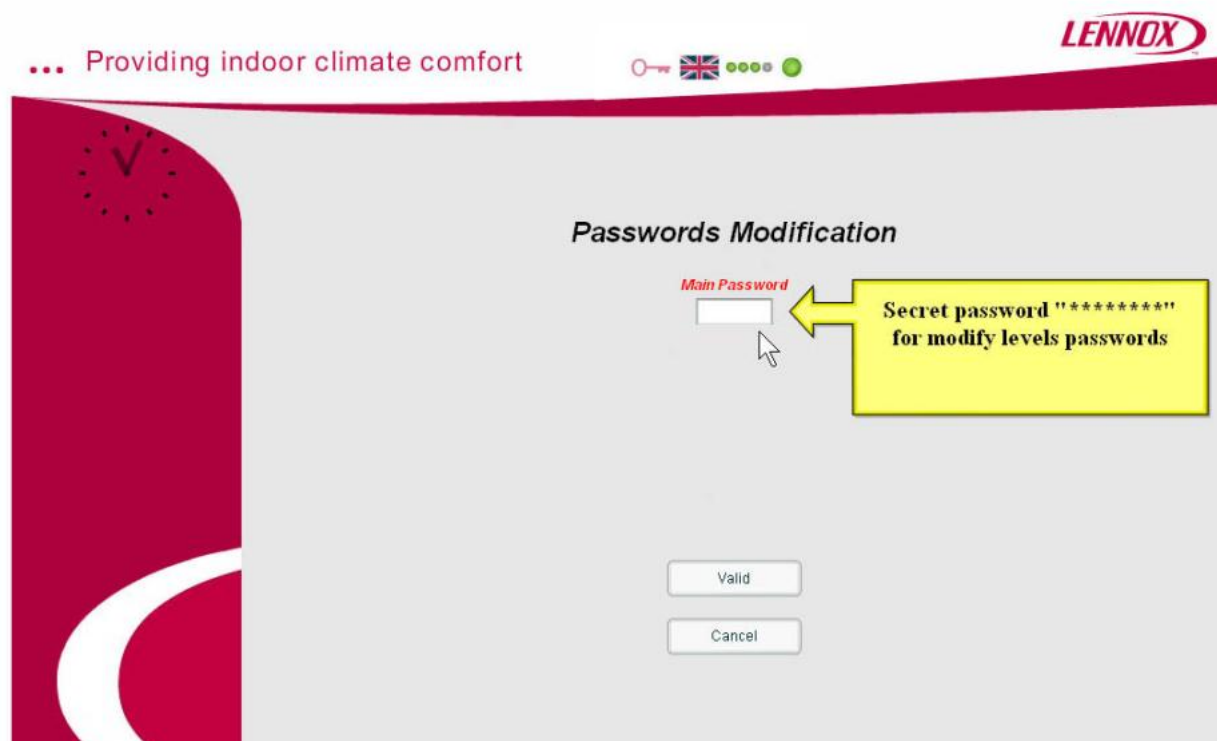 LENNOX
... Providing indoor climate comfort
Passwords Modification
Main Password
Secret password "********"
for modify levels passwords
Valid
Cancel